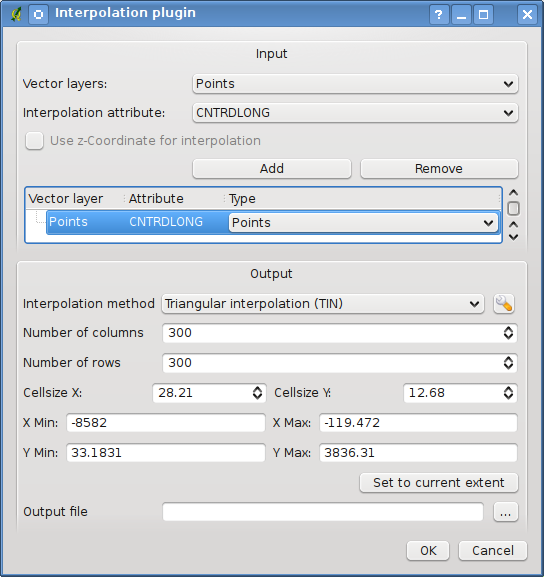 Interpolation plugin
Input
Vector layers: Points
Interpolation attribute: CNTRDLONG
Use z-Coordinate for interpolation
Add Remove
Vector layer Attribute Type
Points CNTRDLONG Points
Output
Interpolation method Triangular interpolation (TIN)
Number of columns 300
Number of rows 300
Cellsize X: 28.21 Cellsize Y: 12.68
X Min: -8582 X Max: -119.472
Y Min: 33.1831 Y Max: 3836.31
Set to current extent
Output file ...
OK Cancel